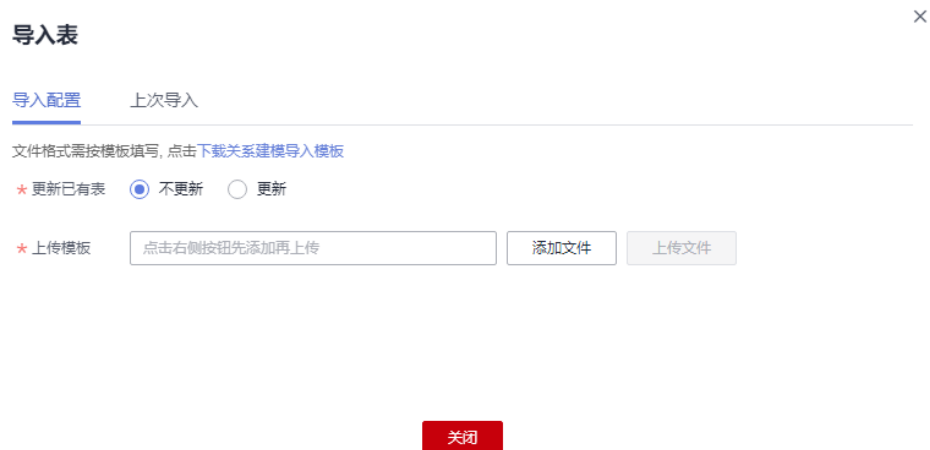 导入表
导入配置 上次导入
文件格式需按模板填写, 点击下载关系建模导入模板
* 更新已有表 不更新 更新
* 上传模板 点击右侧按钮先添加再上传 添加文件 上传文件
关闭